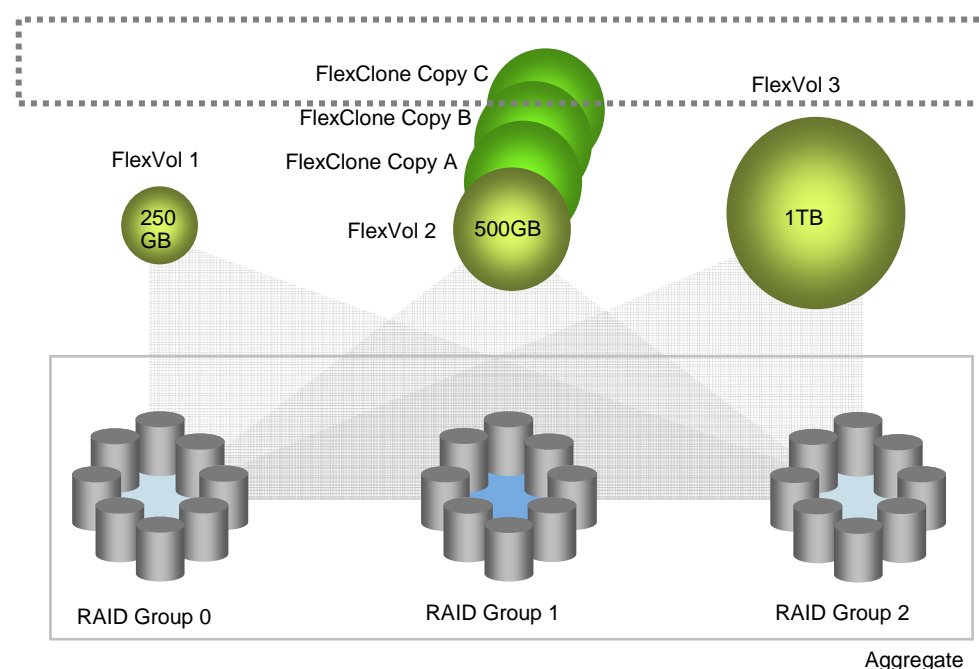 FlexClone Copy C
FlexVol 3
FlexClone Copy B
FlexClone Copy A
FlexVol 1
250
GB
FlexVol 2
500GB
1TB
RAID Group 0
RAID Group 1
RAID Group 2
Aggregate